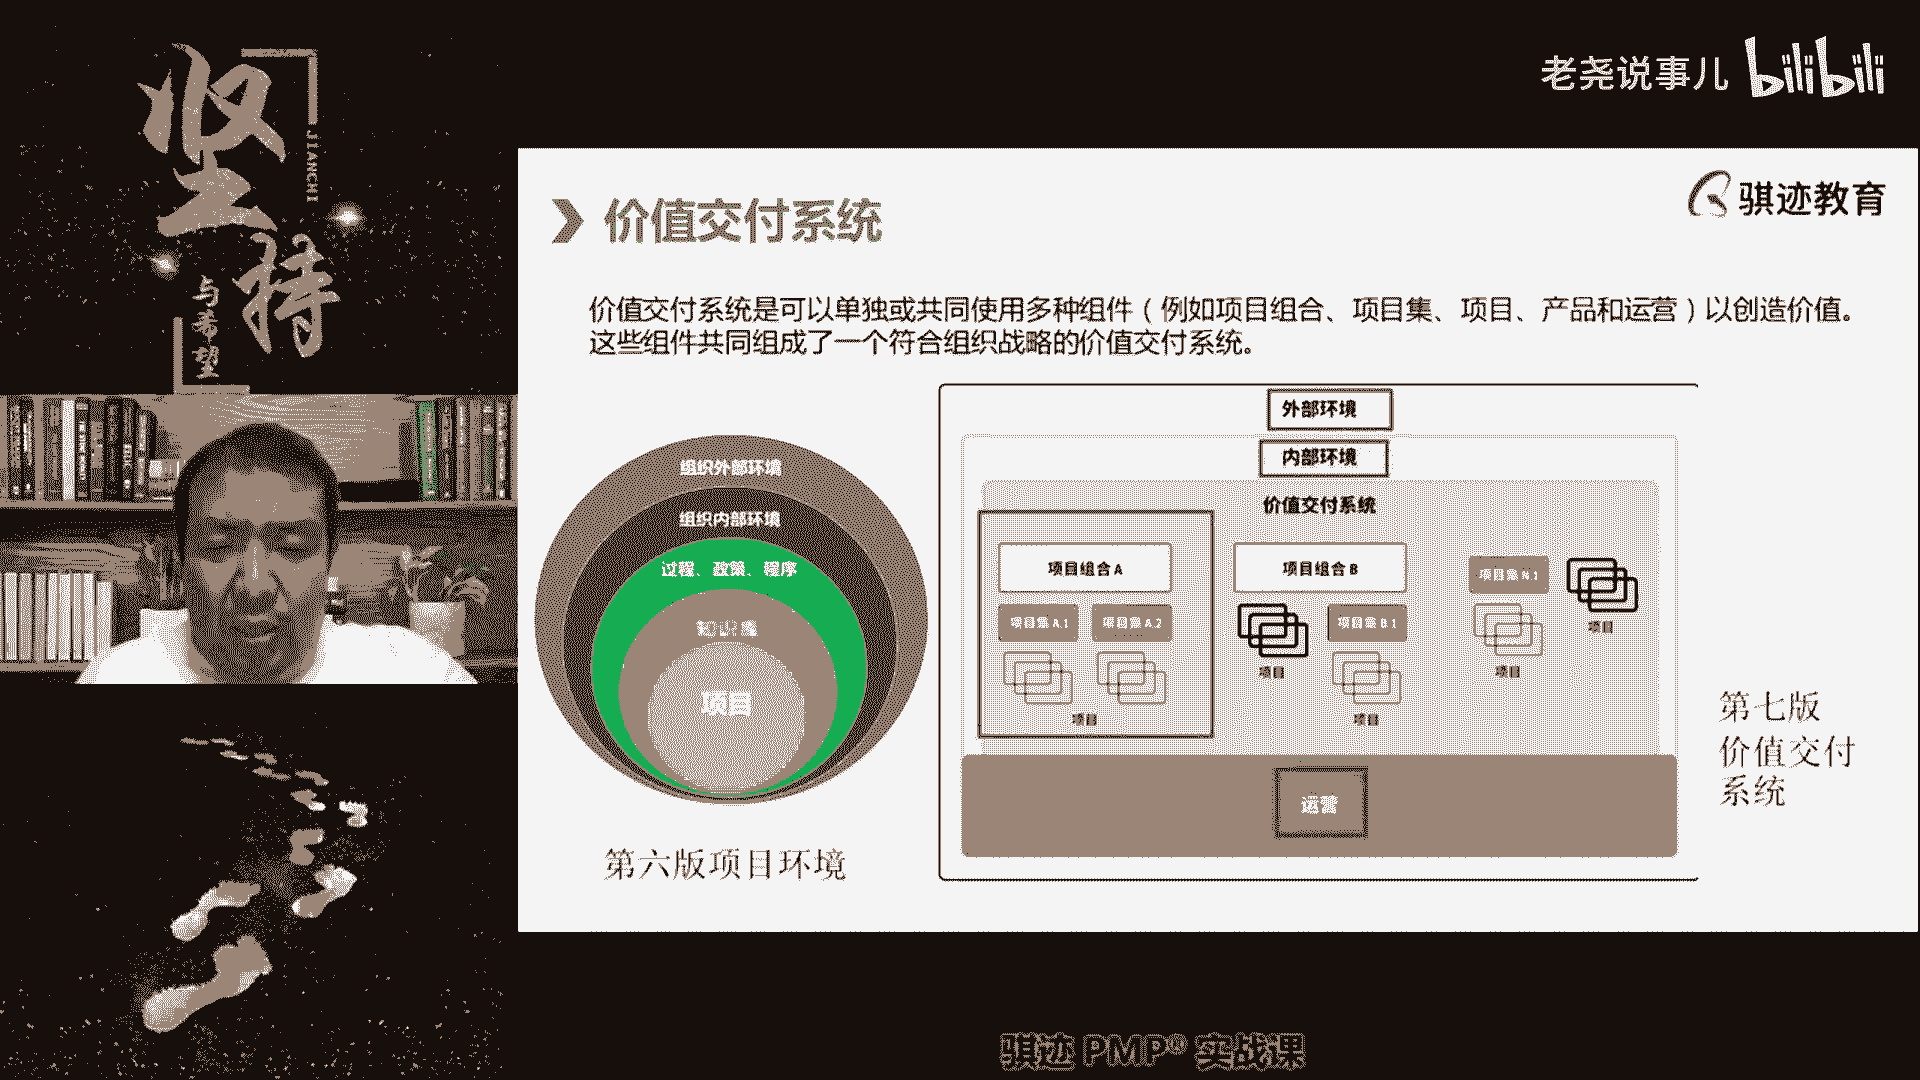 坚持
JIANCHI
与希望
老尧说事儿 bilibili
骐迹教育
价值交付系统
价值交付系统是可以单独或共同使用多种组件（例如项目组合、项目集、项目、产品和运营）以创造价值。
这些组件共同组成了一个符合组织战略的价值交付系统。
组织外部环境
组织内部环境
过程、政策、程序
知识库
项目
第六版项目环境
外部环境
内部环境
价值交付系统
项目组合 A
项目组合 B
项目集 N.1
项目
项目集 A.1
项目集 A.2
项目集 B.1
项目
项目
项目
项目
运营
第七版
价值交付
系统
骐迹 PMP® 实战课